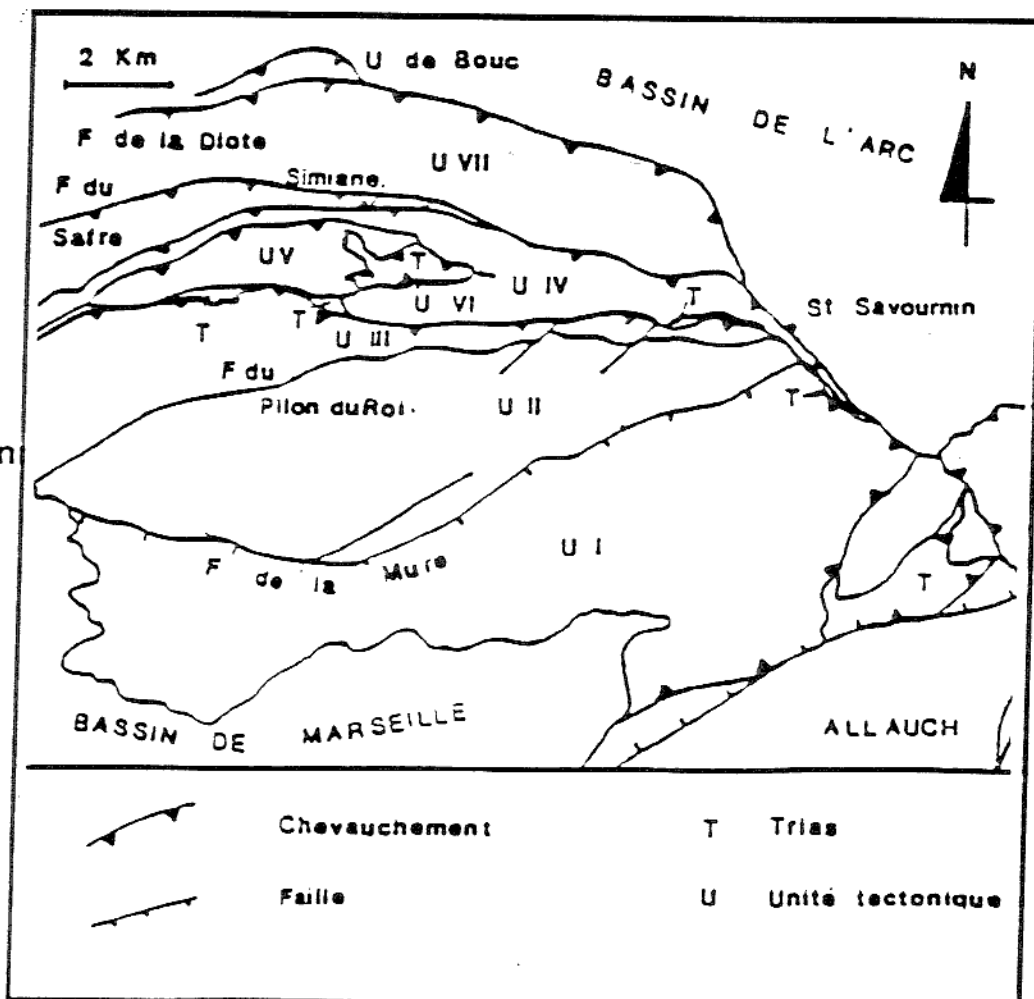 2 Km
U de Bouc
BASSIN DE L'ARC
N
F de la Diote
U VII
Simiane.
F du
Safre
U V
T
U IV
U VI
T
St Savournin
T
T
U III
F du
Pilon du Roi.
U II
T
n
U I
F de la Mure
T
BASSIN DE MARSEILLE
ALLAUCH
Chevauchement
T Trias
Faille
U Unité tectonique